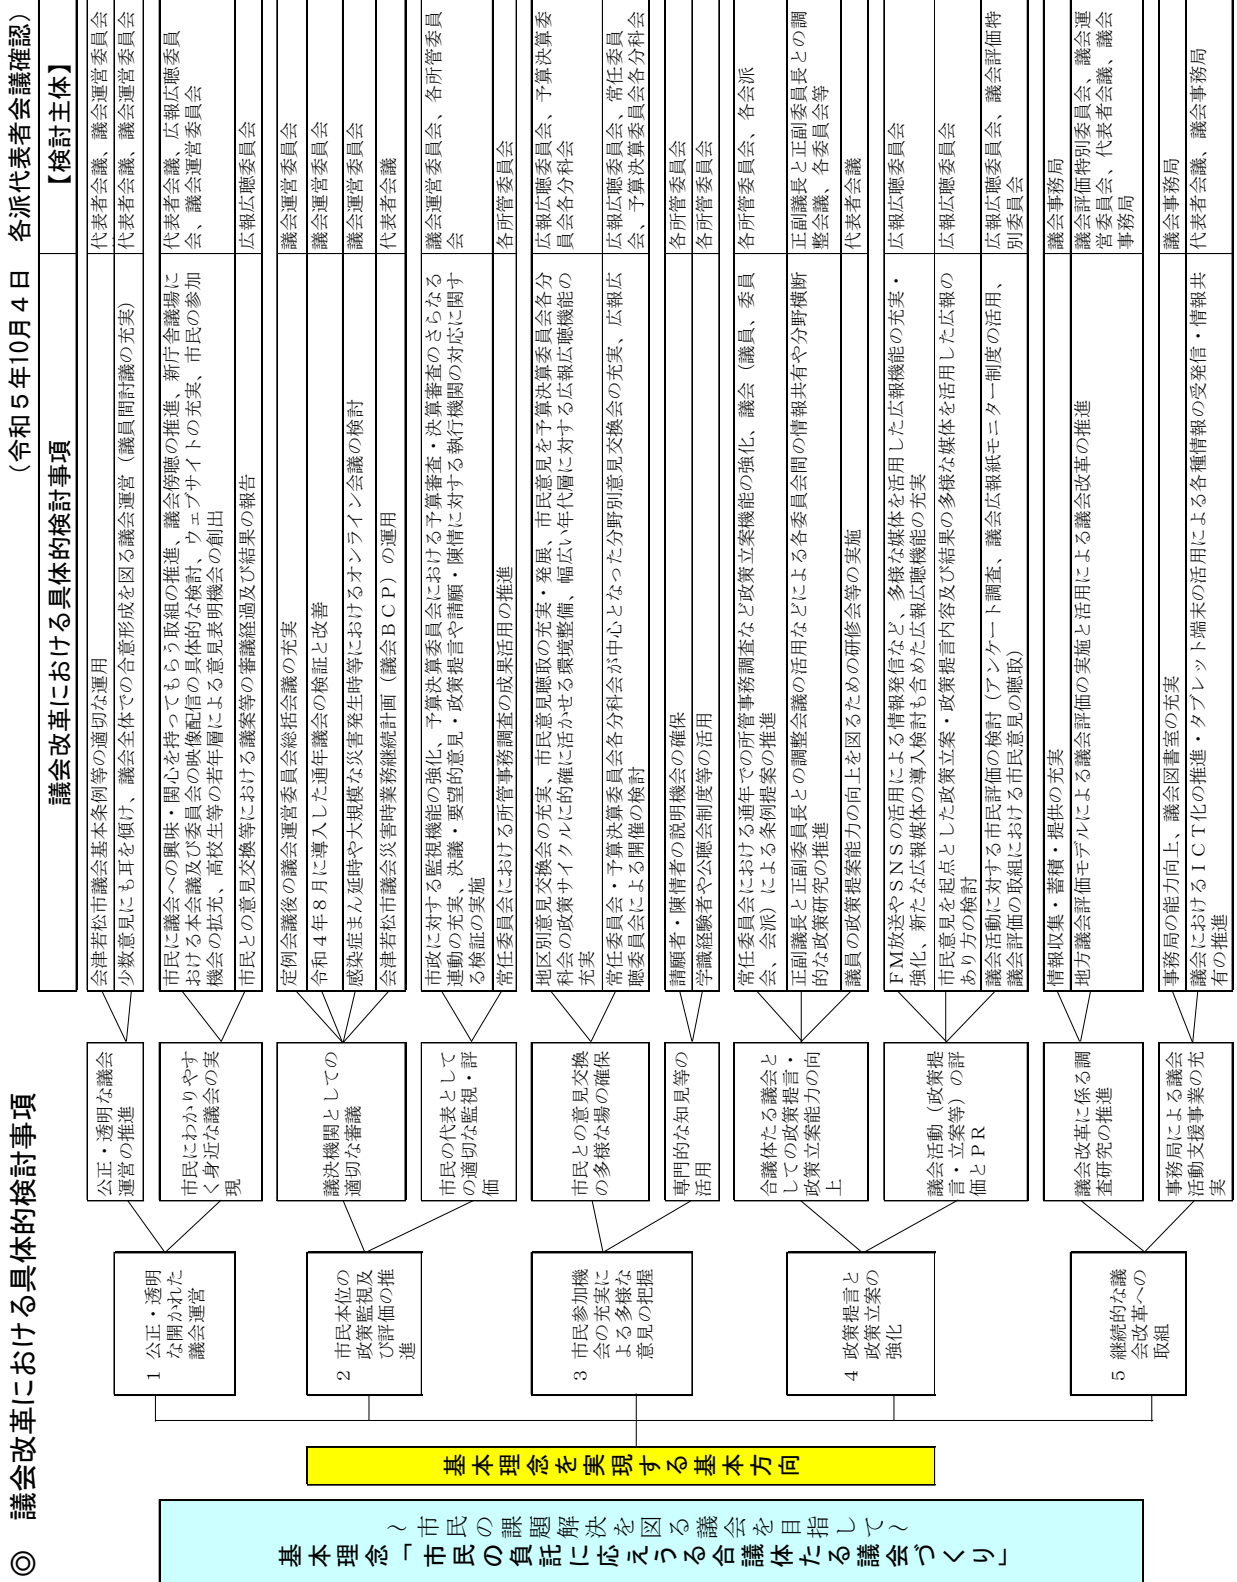 ◎　議会改革における具体的検討事項
（令和５年10月４日　各派代表者会議確認）
基本理念「市民の負託に応えうる合議体たる議会づくり」
～市民の課題解決を図る議会を目指して～
基本理念を実現する基本方向
議会改革における具体的検討事項
【検討主体】
1　公正・透明
な開かれた
議会運営
公正・透明な議会
運営の推進
会津若松市議会基本条例等の適切な運用
代表者会議、議会運営委員会
少数意見にも耳を傾け、議会全体での合意形成を図る議会運営（議員間討議の充実）
代表者会議、議会運営委員会
市民にわかりやす
く身近な議会の実
現
市民に議会への興味・関心を持ってもらう取組の推進、議会傍聴の推進、新庁舎議場に
おける本会議及び委員会の映像配信の具体的な検討、ウェブサイトの充実、市民の参加
機会の拡充、高校生等の若年層による意見表明機会の創出
代表者会議、広報広聴委員
会、議会運営委員会
市民との意見交換等における議案等の審議経過及び結果の報告
広報広聴委員会
2　市民本位の
政策監視及
び評価の推
進
議決機関としての
適切な審議
定例会議後の議会運営委員会総括会議の充実
議会運営委員会
令和４年８月に導入した通年議会の検証と改善
議会運営委員会
感染症まん延時や大規模な災害発生時等におけるオンライン会議の検討
議会運営委員会
会津若松市議会災害時業務継続計画（議会ＢＣＰ）の運用
代表者会議
市民の代表として
の適切な監視・評
価
市政に対する監視機能の強化、予算決算委員会における予算審査・決算審査のさらなる
連動の充実、決議・要望的意見・政策提言や請願・陳情に対する執行機関の対応に関す
る検証の実施
議会運営委員会、各所管委員
会
常任委員会における所管事務調査の成果活用の推進
各所管委員会
3　市民参加機
会の充実に
よる多様な
意見の把握
市民との意見交換
の多様な場の確保
地区別意見交換会の充実、市民意見聴取の充実・発展、市民意見を予算決算委員会各分
科会の政策サイクルに的確に活かせる環境整備、幅広い年代層に対する広報広聴機能の
充実
広報広聴委員会、予算決算委
員会各分科会
常任委員会・予算決算委員会各分科会が中心となった分野別意見交換会の充実、広報広
聴委員会による開催の検討
広報広聴委員会、常任委員
会、予算決算委員会各分科会
専門的な知見等の
活用
請願者・陳情者の説明機会の確保
各所管委員会
学識経験者や公聴会制度等の活用
各所管委員会
4　政策提言と
政策立案の
強化
合議体たる議会と
しての政策提言・
政策立案能力の向
上
常任委員会における通年での所管事務調査など政策立案機能の強化、議会（議員、委員
会、会派）による条例提案の推進
各所管委員会、各会派
正副議長と正副委員長との調整会議の活用などによる各委員会間の情報共有や分野横断
的な政策研究の推進
正副議長と正副委員長との調
整会議、各委員会等
議員の政策提案能力の向上を図るための研修会等の実施
代表者会議
議会活動（政策提
言・立案等）の評
価とＰＲ
ＦＭ放送やＳＮＳの活用による情報発信など、多様な媒体を活用した広報機能の充実・
強化、新たな広報媒体の導入検討も含めた広報広聴機能の充実
広報広聴委員会
市民意見を起点とした政策立案・政策提言内容及び結果の多様な媒体を活用した広報の
あり方の検討
広報広聴委員会
議会活動に対する市民評価の検討（アンケート調査、議会広報紙モニター制度の活用、
議会評価の取組における市民意見の聴取）
広報広聴委員会、議会評価特
別委員会
5　継続的な議
会改革への
取組
議会改革に係る調
査研究の推進
情報収集・蓄積・提供の充実
議会事務局
地方議会評価モデルによる議会評価の実施と活用による議会改革の推進
議会評価特別委員会、議会運
営委員会、代表者会議、議会
事務局
事務局による議会
活動支援事業の充
実
事務局の能力向上、議会図書室の充実
議会事務局
議会におけるＩＣＴ化の推進・タブレット端末の活用による各種情報の受発信・情報共
有の推進
代表者会議、議会事務局